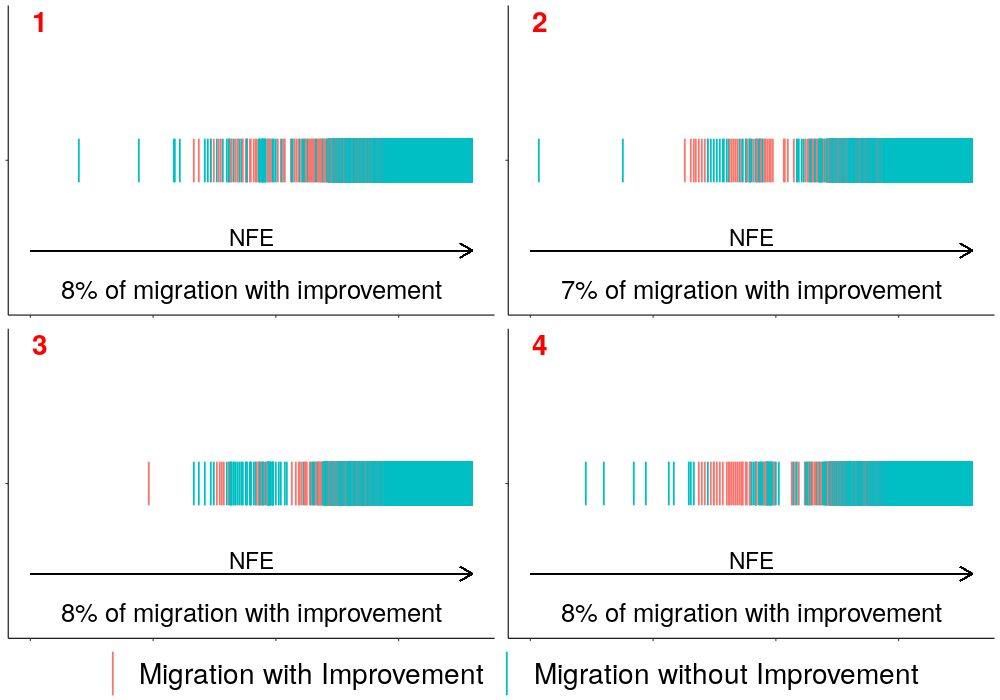 1
NFE
8% of migration with improvement
2
NFE
7% of migration with improvement
3
NFE
8% of migration with improvement
4
NFE
8% of migration with improvement
Migration with Improvement
Migration without Improvement